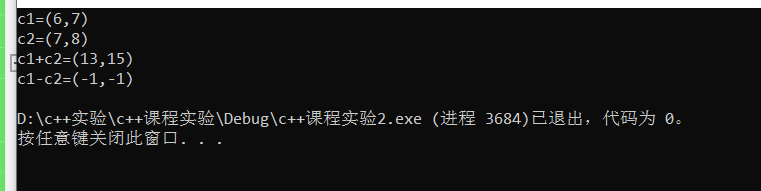 c1=(6,7)
c2=(7,8)
c1+c2=(13,15)
c1-c2=(-1,-1)
D:\c++实验\c++课程实验\Debug\c++课程实验2.exe (进程 3684)已退出，代码为 0。
按任意键关闭此窗口. . .